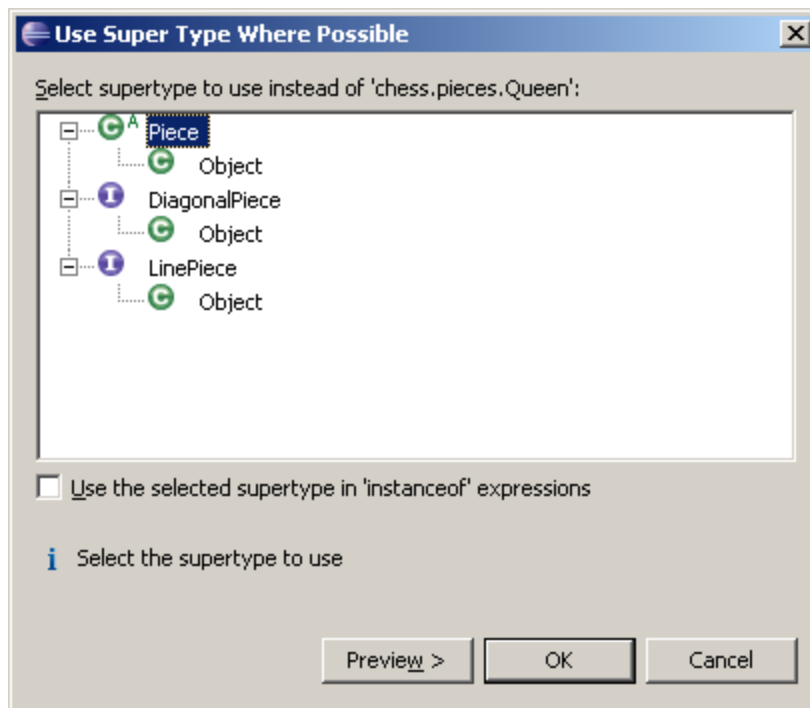 Use Super Type Where Possible
Select supertype to use instead of 'chess.pieces.Queen':
C A Piece
C Object
I DiagonalPiece
C Object
I LinePiece
C Object
Use the selected supertype in 'instanceof' expressions
i Select the supertype to use
Preview > OK Cancel